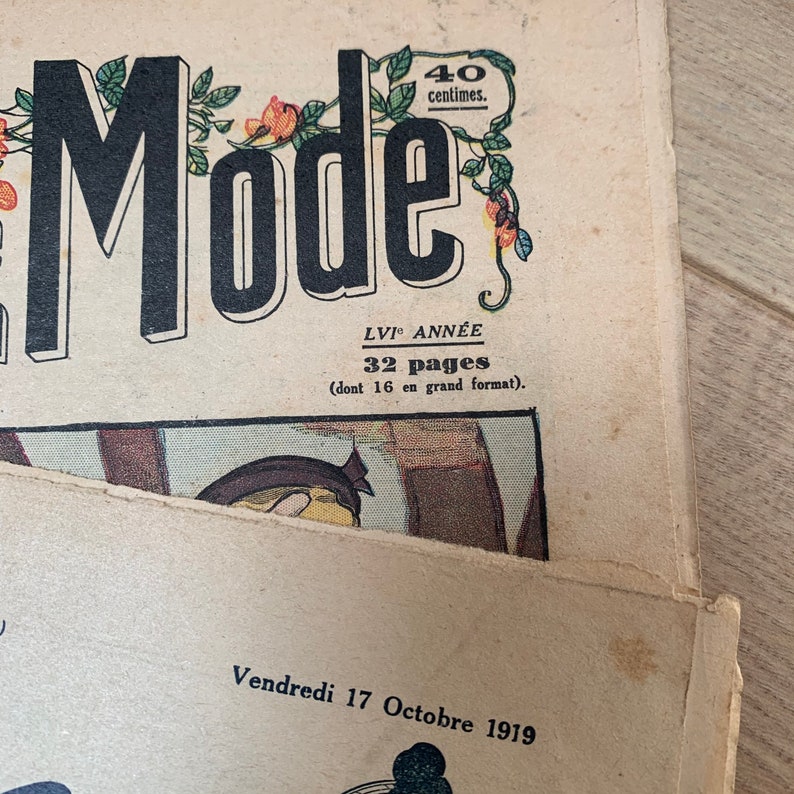 Mode
40
centimes.
LVIe ANNÉE
32 pages
(dont 16 en grand format).
Vendredi 17 Octobre 1919